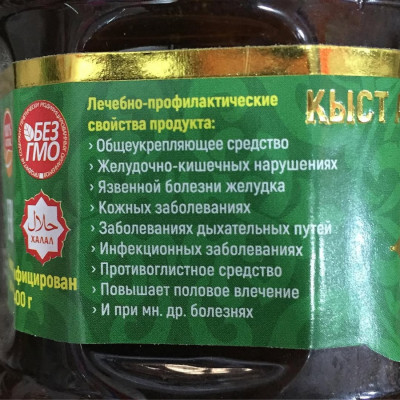 Лечебно-профилактические
свойства продукта:
› Общеукрепляющее средство
› Желудочно-кишечных нарушениях
› Язвенной болезни желудка
› Кожных заболеваниях
› Заболеваниях дыхательных путей
› Инфекционных заболеваниях
› Противоглистное средство
› Повышает половое влечение
› И при мн. др. болезнях
БЕЗ
ГМО
حلال
ХАЛАЛ
фицирован
00 г
ҚЫСТ